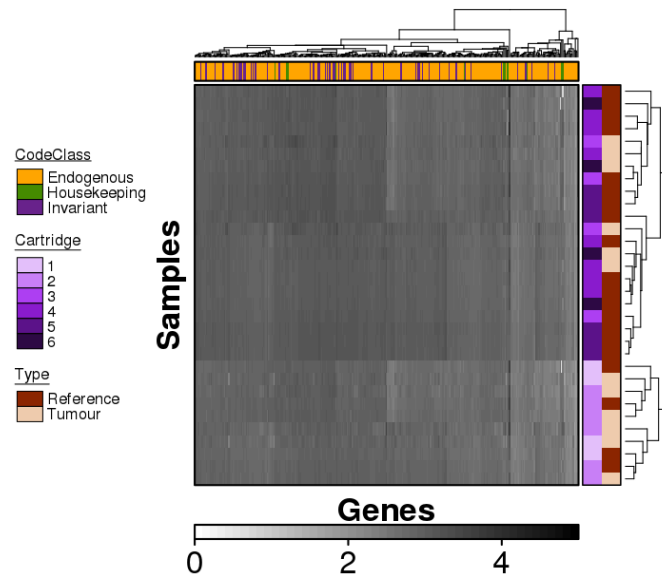 CodeClass
Endogenous
Housekeeping
Invariant
Cartridge
1
2
3
4
5
6
Type
Reference
Tumour
Samples
Genes
0 2 4